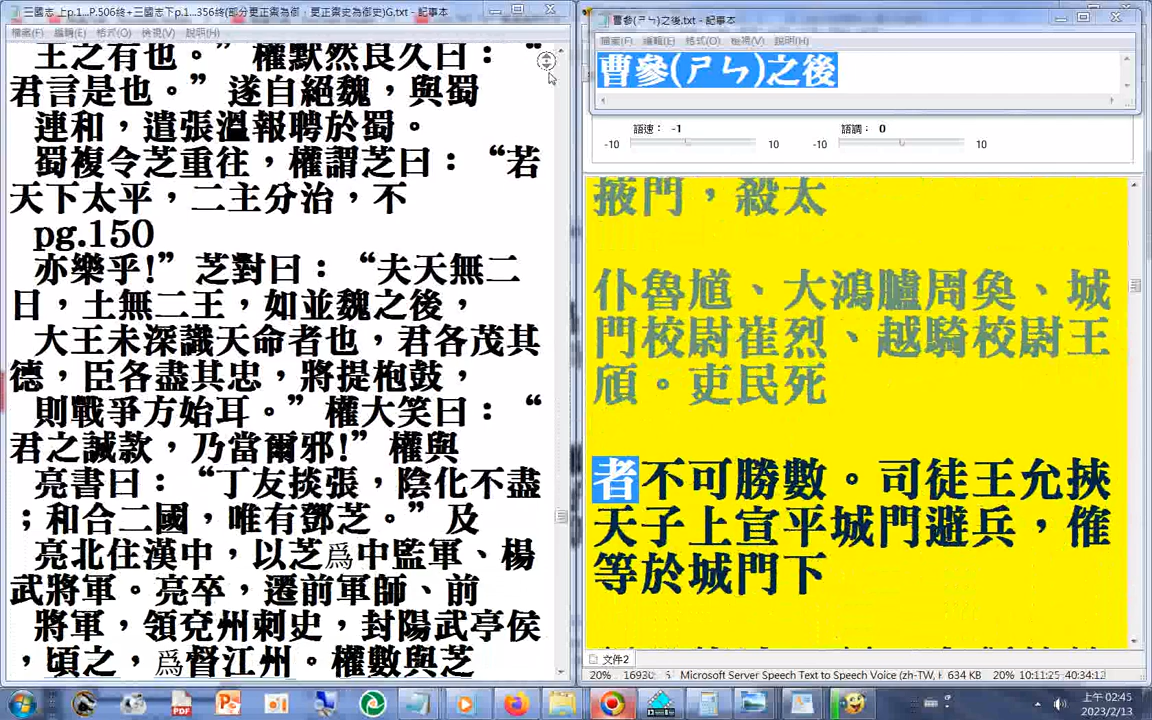 三國志 上p.1...P.506終+三國志下p.1...356終(部分更正禦為御，更正禦史為御史)G.txt - 記事本
檔案(F) 編輯(E) 格式(O) 檢視(V) 說明(H)
王之有也。”權默然良久曰：“
君言是也。”遂自絕魏，與蜀
連和，遣張溫報聘於蜀。
蜀複令芝重往，權謂芝曰：“若
天下太平，二主分治，不
pg.150
亦樂乎!”芝對曰：“夫天無二
日，土無二王，如並魏之後，
大王未深識天命者也，君各茂其
德，臣各盡其忠，將提枹鼓，
則戰爭方始耳。”權大笑曰：“
君之誠款，乃當爾邪!”權與
亮書曰：“丁厷掞張，陰化不盡
；和合二國，唯有鄧芝。”及
亮北住漢中，以芝爲中監軍、楊
武將軍。亮卒，遷前軍師、前
將軍，領兗州刺史，封陽武亭侯
，頃之，爲督江州。權數與芝
曹參(ㄕㄣ)之後.txt - 記事本
檔案(F) 編輯(E) 格式(O) 檢視(V) 說明(H)
曹參(ㄕㄣ)之後
語速： -1 語調： 0
-10 10 -10 10
掖門，殺太
仆魯馗、大鴻臚周奐、城
門校尉崔烈、越騎校尉王
頎。吏民死
者不可勝數。司徒王允挾
天子上宣平城門避兵，傕
等於城門下
文件2
20% 16930 Microsoft Server Speech Text to Speech Voice (zh-TW, H 634 KB 20% 10:11:25 40:34:12
上午 02:45
2023/2/13